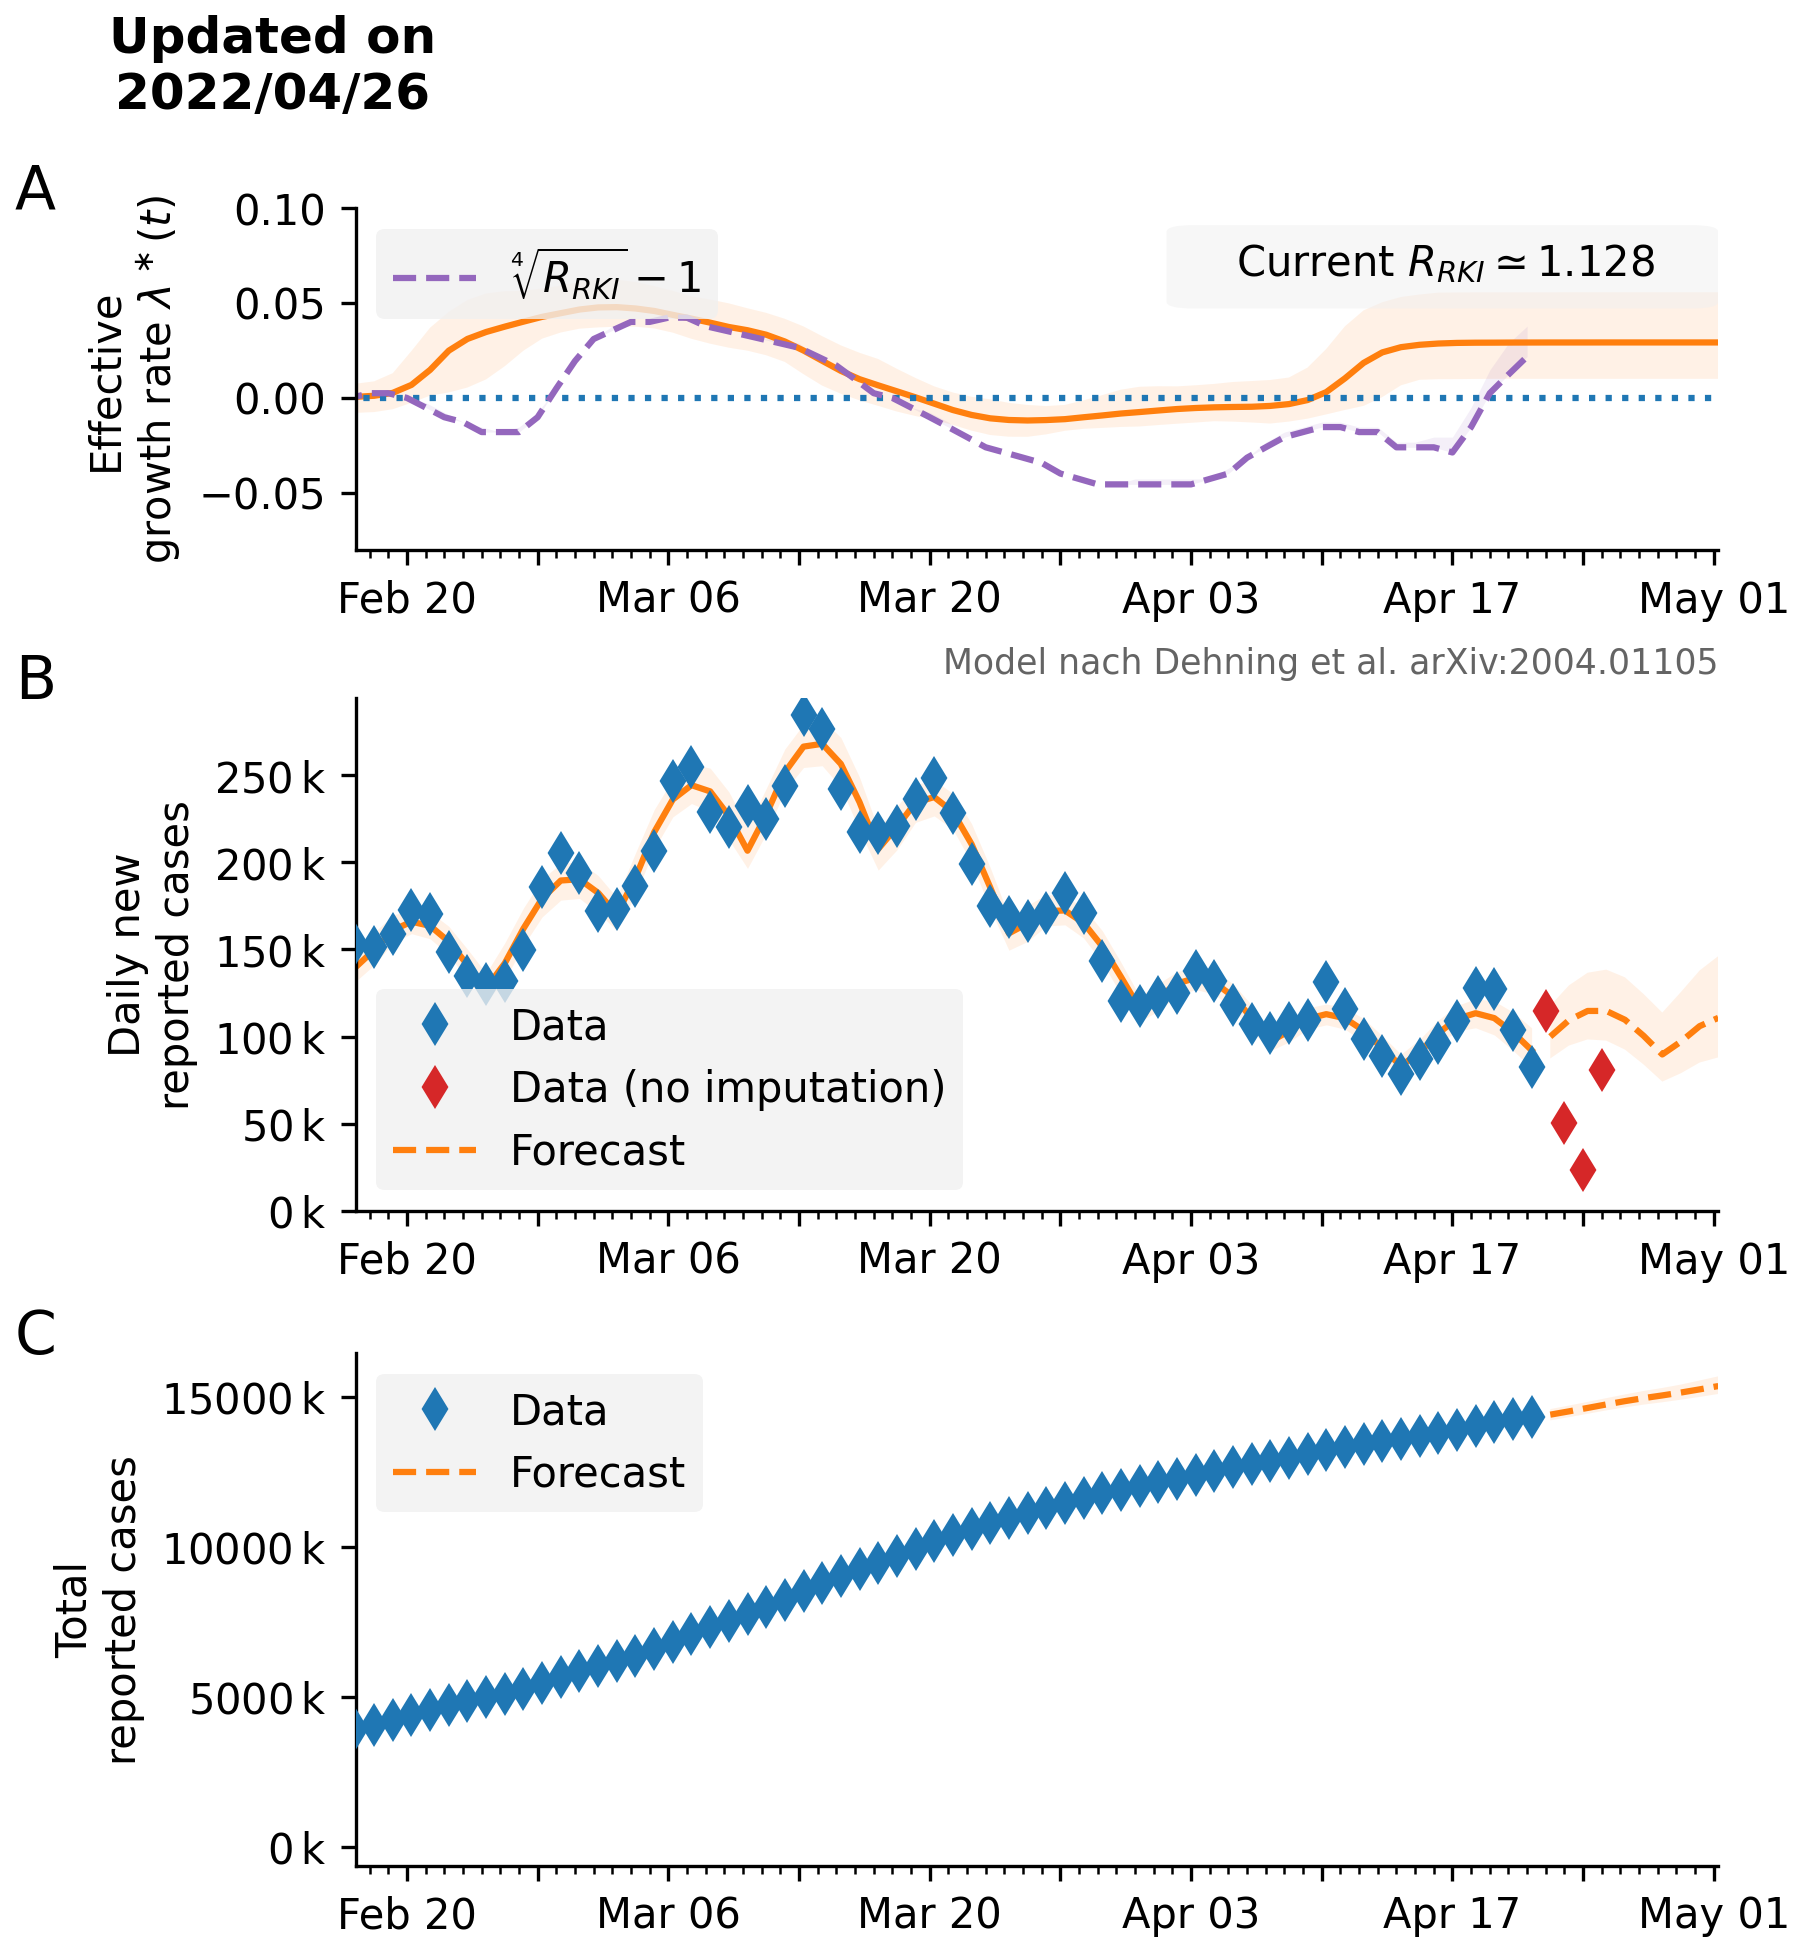 Updated on
2022/04/26
A
Effective
growth rate λ * (t)
0.10
0.05
0.00
−0.05
∜R_RKI − 1
Current R_RKI ≃ 1.128
Feb 20 Mar 06 Mar 20 Apr 03 Apr 17 May 01
Model nach Dehning et al. arXiv:2004.01105
B
Daily new
reported cases
250 k
200 k
150 k
100 k
50 k
0 k
Data
Data (no imputation)
Forecast
Feb 20 Mar 06 Mar 20 Apr 03 Apr 17 May 01
C
Total
reported cases
15000 k
10000 k
5000 k
0 k
Data
Forecast
Feb 20 Mar 06 Mar 20 Apr 03 Apr 17 May 01